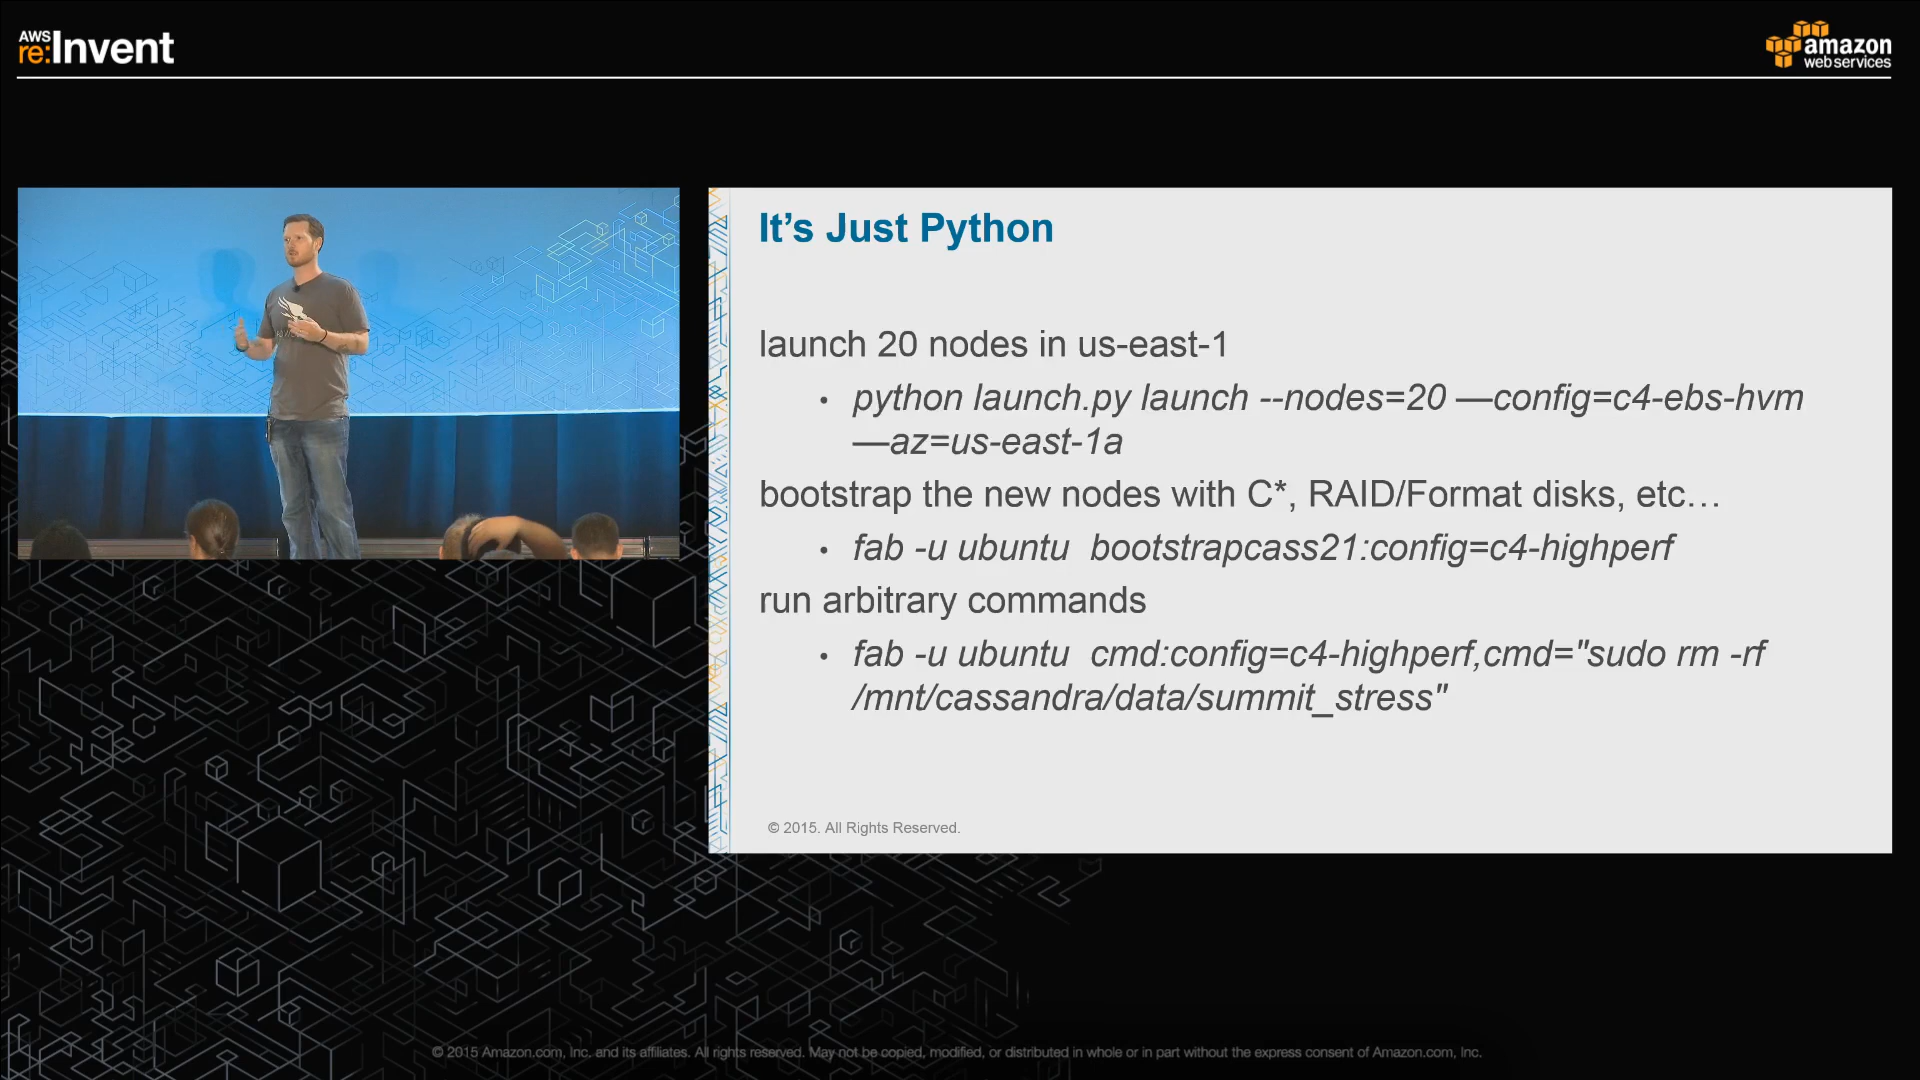 AWS
re:Invent
amazon
web services
It's Just Python
launch 20 nodes in us-east-1
• python launch.py launch --nodes=20 —config=c4-ebs-hvm
—az=us-east-1a
bootstrap the new nodes with C*, RAID/Format disks, etc…
• fab -u ubuntu  bootstrapcass21:config=c4-highperf
run arbitrary commands
• fab -u ubuntu  cmd:config=c4-highperf,cmd="sudo rm -rf
/mnt/cassandra/data/summit_stress"
© 2015. All Rights Reserved.
© 2015 Amazon.com, Inc. and its affiliates. All rights reserved. May not be copied, modified, or distributed in whole or in part without the express consent of Amazon.com, Inc.